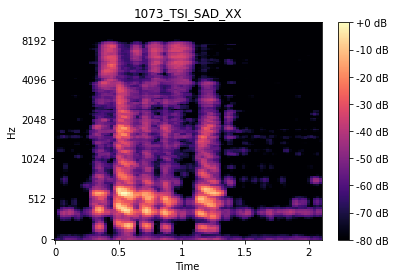 1073_TSI_SAD_XX
+0 dB
8192
-10 dB
4096
-20 dB
-30 dB
2048
Hz
-40 dB
1024
-50 dB
512
-60 dB
-70 dB
0
-80 dB
0
0.5
1
1.5
2
Time